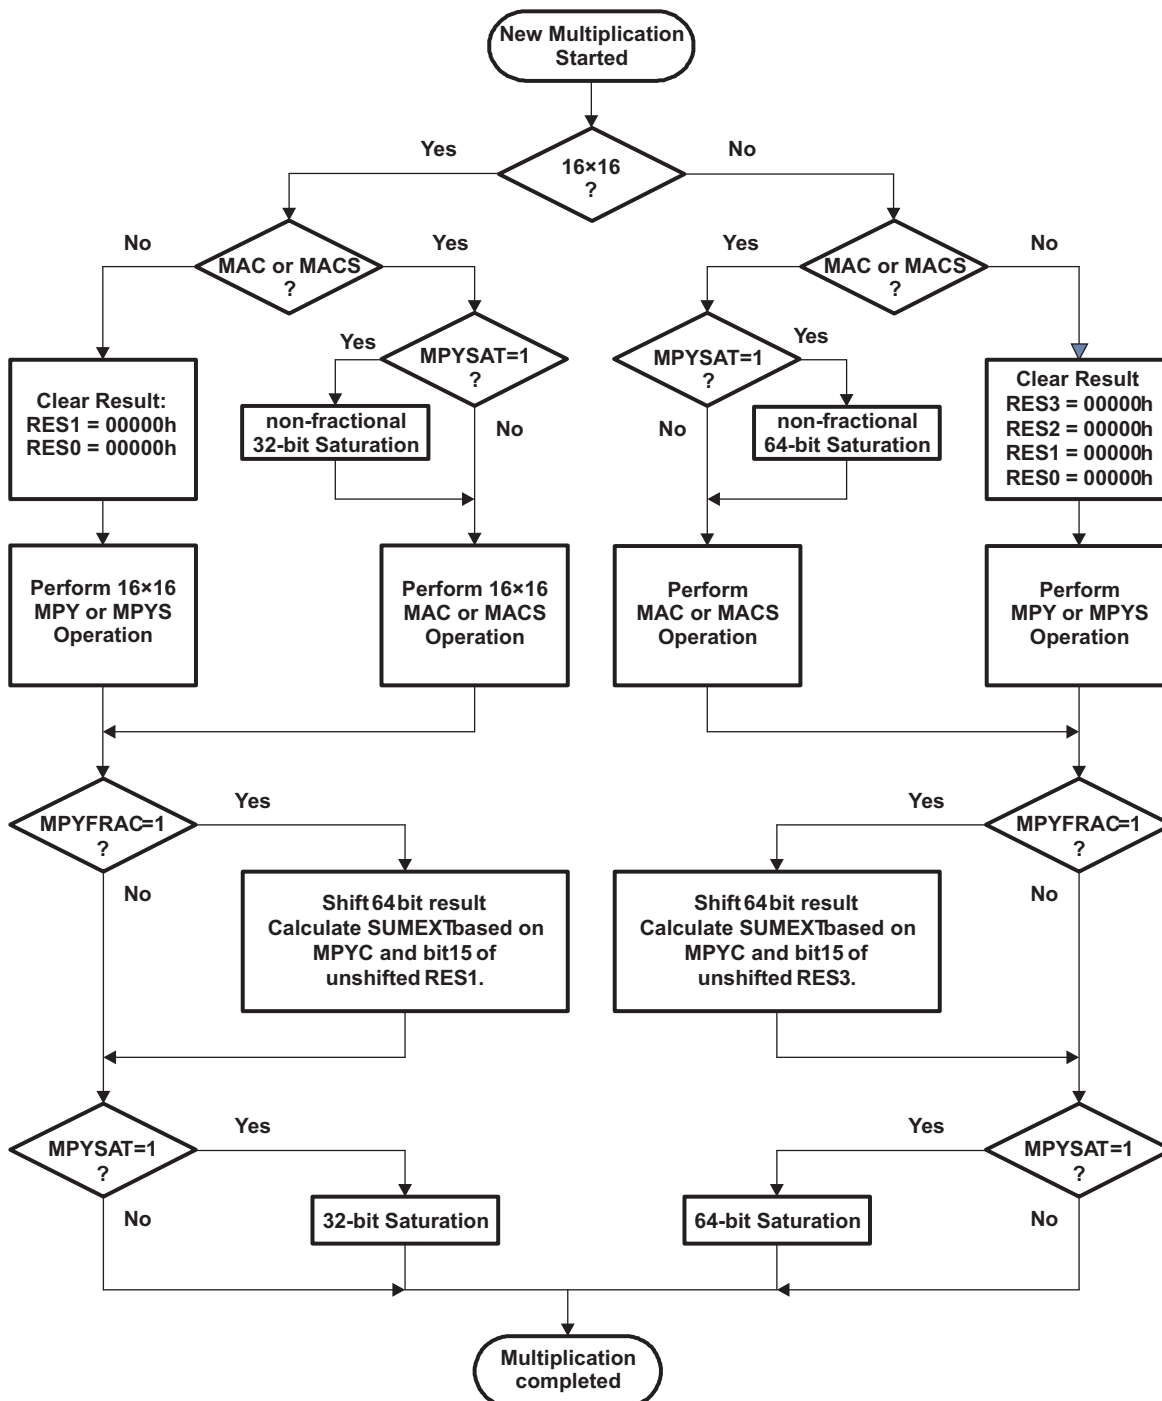 New Multiplication
Started
Yes
16×16
?
No
No
MAC or MACS
?
Yes
Yes
MAC or MACS
?
No
Yes
MPYSAT=1
?
No
MPYSAT=1
?
Yes
No
Clear Result:
RES1 = 00000h
RES0 = 00000h
non-fractional
32-bit Saturation
non-fractional
64-bit Saturation
Clear Result
RES3 = 00000h
RES2 = 00000h
RES1 = 00000h
RES0 = 00000h
Perform 16×16
MPY or MPYS
Operation
Perform 16×16
MAC or MACS
Operation
Perform
MAC or MACS
Operation
Perform
MPY or MPYS
Operation
MPYFRAC=1
?
Yes
No
Yes
MPYFRAC=1
?
No
Shift 64 bit result
Calculate SUMEXT based on
MPYC and bit15 of
unshifted RES1.
Shift 64 bit result
Calculate SUMEXT based on
MPYC and bit15 of
unshifted RES3.
MPYSAT=1
?
Yes
No
Yes
MPYSAT=1
?
No
32-bit Saturation
64-bit Saturation
Multiplication
completed